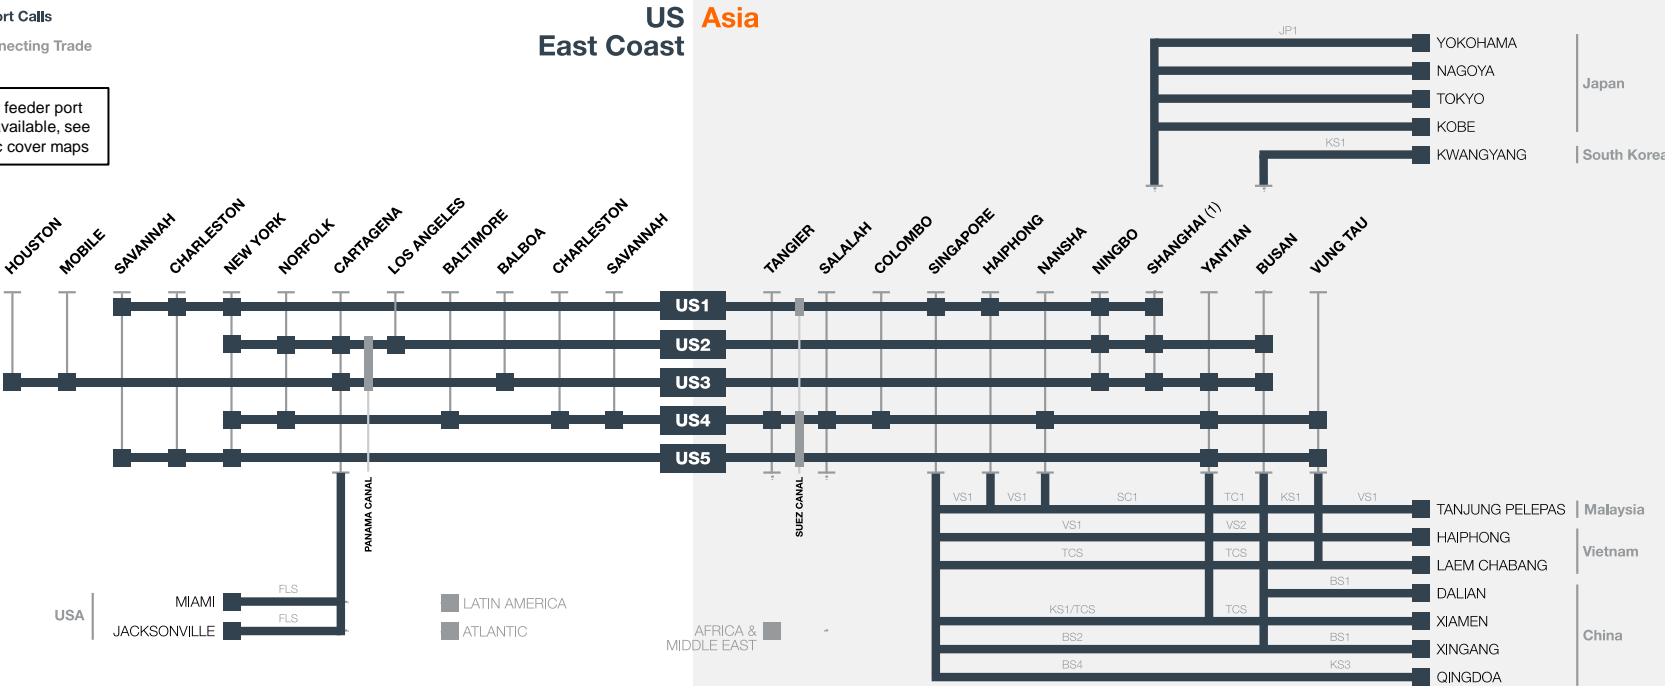 ort Calls
necting Trade
feeder port
vailable, see
c cover maps
US
East Coast
Asia
JP1
YOKOHAMA
NAGOYA
TOKYO
KOBE
Japan
KS1
KWANGYANG
South Korea
HOUSTON
MOBILE
SAVANNAH
CHARLESTON
NEW YORK
NORFOLK
CARTAGENA
LOS ANGELES
BALTIMORE
BALBOA
CHARLESTON
SAVANNAH
TANGIER
SALALAH
COLOMBO
SINGAPORE
HAIPHONG
NANSHA
NINGBO
SHANGHAI (1)
YANTIAN
BUSAN
VUNG TAU
US1
US2
US3
US4
US5
PANAMA CANAL
SUEZ CANAL
VS1 VS1 SC1 TC1 KS1 VS1
TANJUNG PELEPAS
Malaysia
VS1 VS2
HAIPHONG
TCS TCS
LAEM CHABANG
Vietnam
BS1
DALIAN
KS1/TCS TCS
XIAMEN
BS2 BS1
XINGANG
BS4 KS3
QINGDOA
China
FLS
MIAMI
FLS
JACKSONVILLE
USA
LATIN AMERICA
ATLANTIC
AFRICA &
MIDDLE EAST